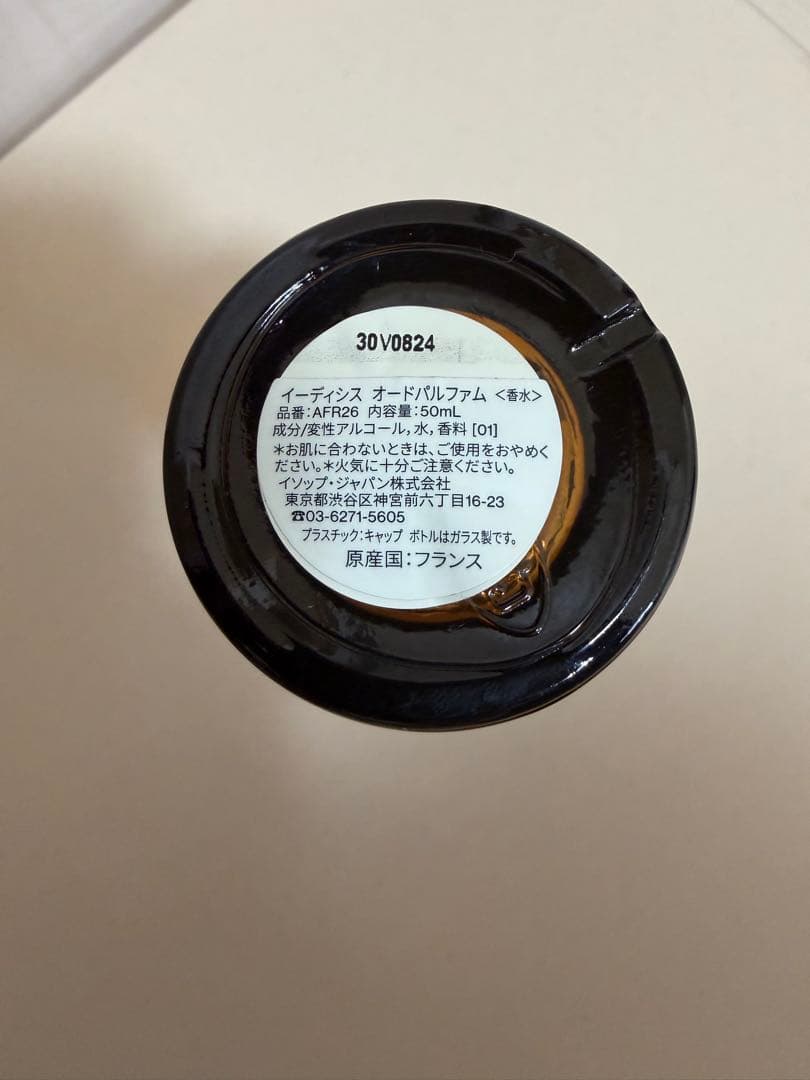 30V0824
イーディシス オードパルファム <香水>
品番:AFR26 内容量:50mL
成分/変性アルコール,水,香料 [01]
*お肌に合わないときは、ご使用をおやめく
ださい。*火気に十分ご注意ください。
イソップ・ジャパン株式会社
東京都渋谷区神宮前六丁目16-23
☎03-6271-5605
プラスチック:キャップ ボトルはガラス製です。
原産国:フランス